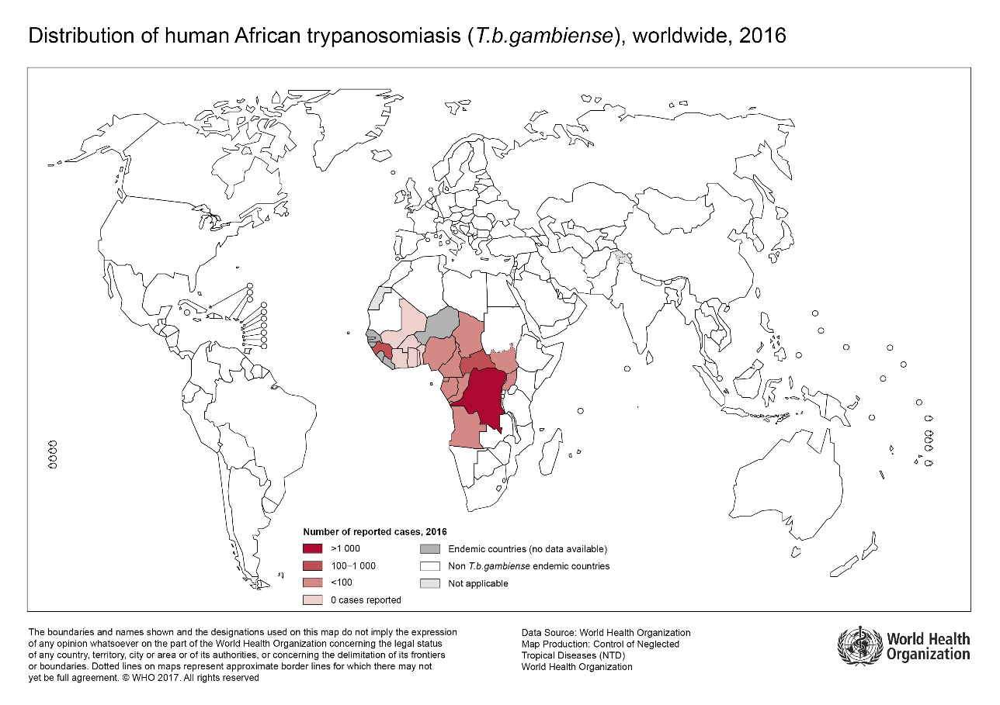 Distribution of human African trypanosomiasis (T.b.gambiense), worldwide, 2016
Number of reported cases, 2016
>1 000
100–1 000
<100
0 cases reported
Endemic countries (no data available)
Non T.b.gambiense endemic countries
Not applicable
The boundaries and names shown and the designations used on this map do not imply the expression
of any opinion whatsoever on the part of the World Health Organization concerning the legal status
of any country, territory, city or area or of its authorities, or concerning the delimitation of its frontiers
or boundaries. Dotted lines on maps represent approximate border lines for which there may not
yet be full agreement. © WHO 2017. All rights reserved
Data Source: World Health Organization
Map Production: Control of Neglected
Tropical Diseases (NTD)
World Health Organization
World Health
Organization